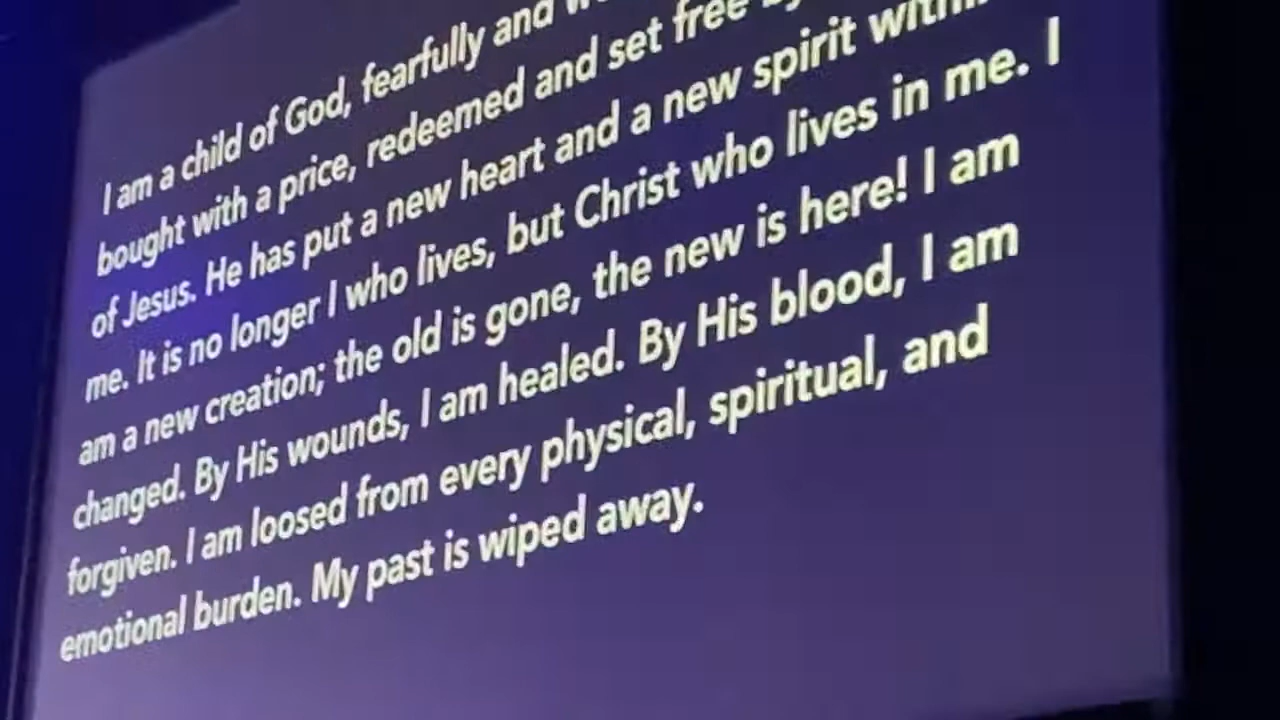 I am a child of God, fearfully and
bought with a price, redeemed and set free
of Jesus. He has put a new heart and a new spirit within
me. It is no longer I who lives, but Christ who lives in me. I
am a new creation; the old is gone, the new is here! I am
changed. By His wounds, I am healed. By His blood, I am
forgiven. I am loosed from every physical, spiritual, and
emotional burden. My past is wiped away.